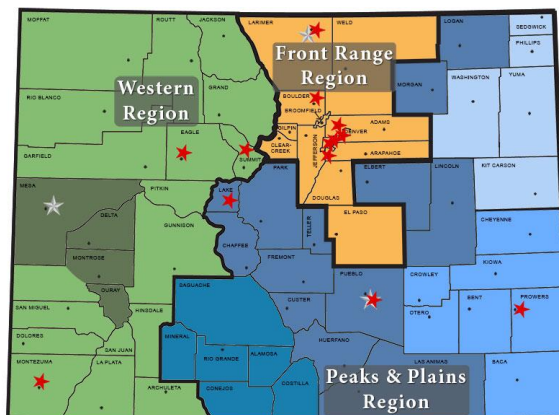 MOFFAT
ROUTT
JACKSON
LARIMER
WELD
LOGAN
SEDGWICK
PHILLIPS
Front Range
Region
Western
Region
RIO BLANCO
GRAND
BOULDER
BROOMFIELD
MORGAN
WASHINGTON
YUMA
GILPIN
CLEAR-
CREEK
JEFFERSON
DENVER
ADAMS
ARAPAHOE
EAGLE
SUMMIT
GARFIELD
PITKIN
LAKE
PARK
DOUGLAS
ELBERT
LINCOLN
KIT CARSON
MESA
DELTA
GUNNISON
CHAFFEE
TELLER
EL PASO
CHEYENNE
MONTROSE
OURAY
FREMONT
PUEBLO
CROWLEY
KIOWA
SAN MIGUEL
HINSDALE
SAGUACHE
CUSTER
OTERO
BENT
PROWERS
DOLORES
SAN JUAN
MINERAL
HUERFANO
MONTEZUMA
LA PLATA
RIO GRANDE
ALAMOSA
LAS ANIMAS
BACA
ARCHULETA
CONEJOS
COSTILLA
Peaks & Plains
Region